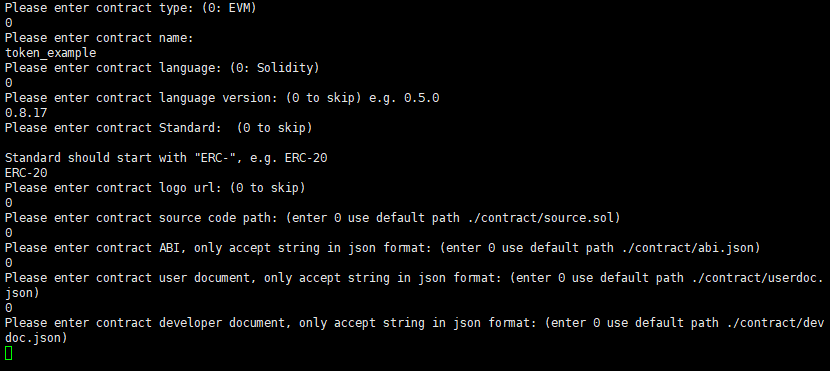 Please enter contract type: (0: EVM)
0
Please enter contract name:
token_example
Please enter contract language: (0: Solidity)
0
Please enter contract language version: (0 to skip) e.g. 0.5.0
0.8.17
Please enter contract Standard:  (0 to skip)
Standard should start with "ERC-", e.g. ERC-20
ERC-20
Please enter contract logo url: (0 to skip)
0
Please enter contract source code path: (enter 0 use default path ./contract/source.sol)
0
Please enter contract ABI, only accept string in json format: (enter 0 use default path ./contract/abi.json)
0
Please enter contract user document, only accept string in json format: (enter 0 use default path ./contract/userdoc.
json)
0
Please enter contract developer document, only accept string in json format: (enter 0 use default path ./contract/dev
doc.json)